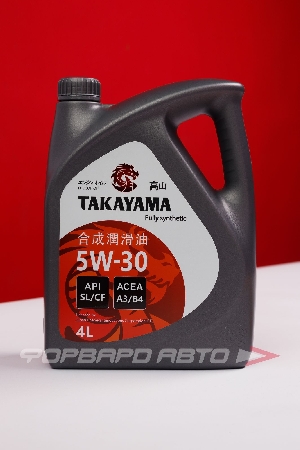 高山
TAKAYAMA
Fully synthetic
合成潤滑油
5W-30
API
SL/CF
ACEA
A3/B4
4L
ФОРВАРД АВТО